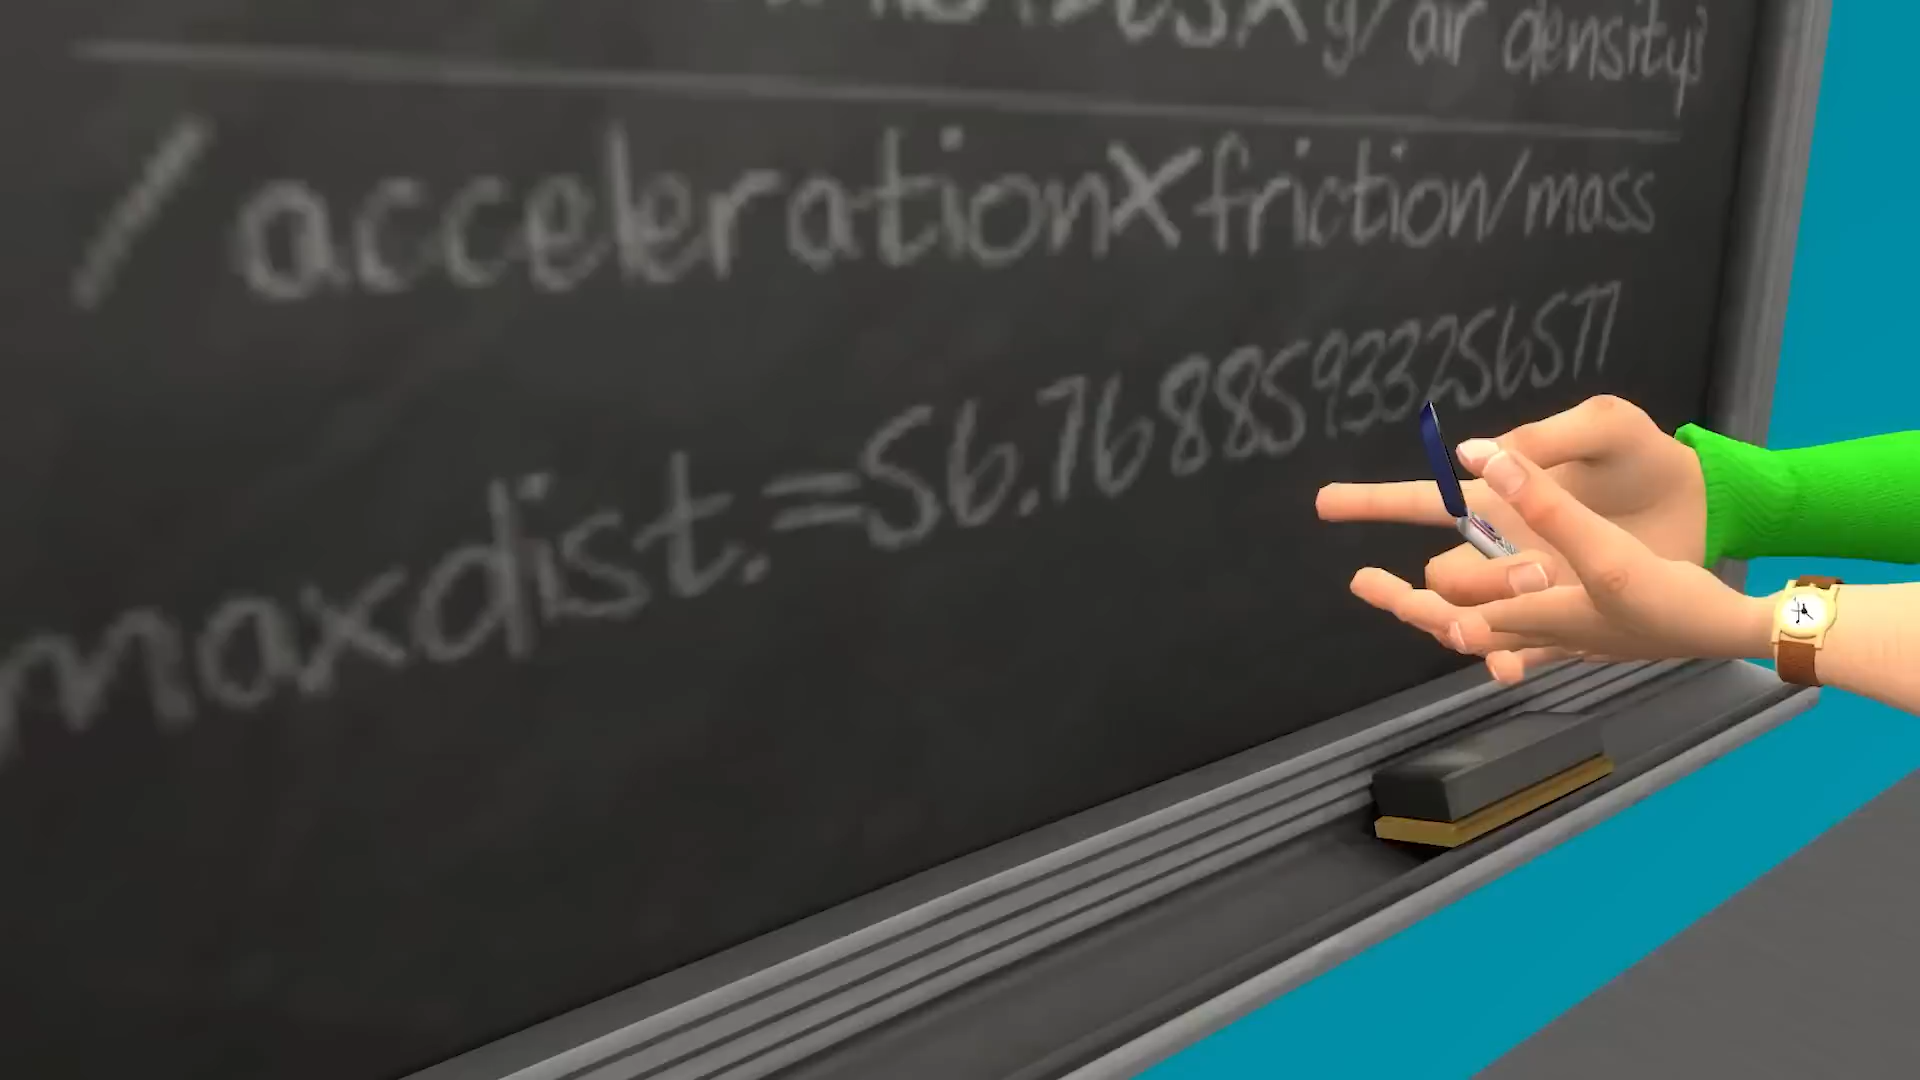 g/air density
/accelerationXfriction/mass
maxdist.=56.76885933256577